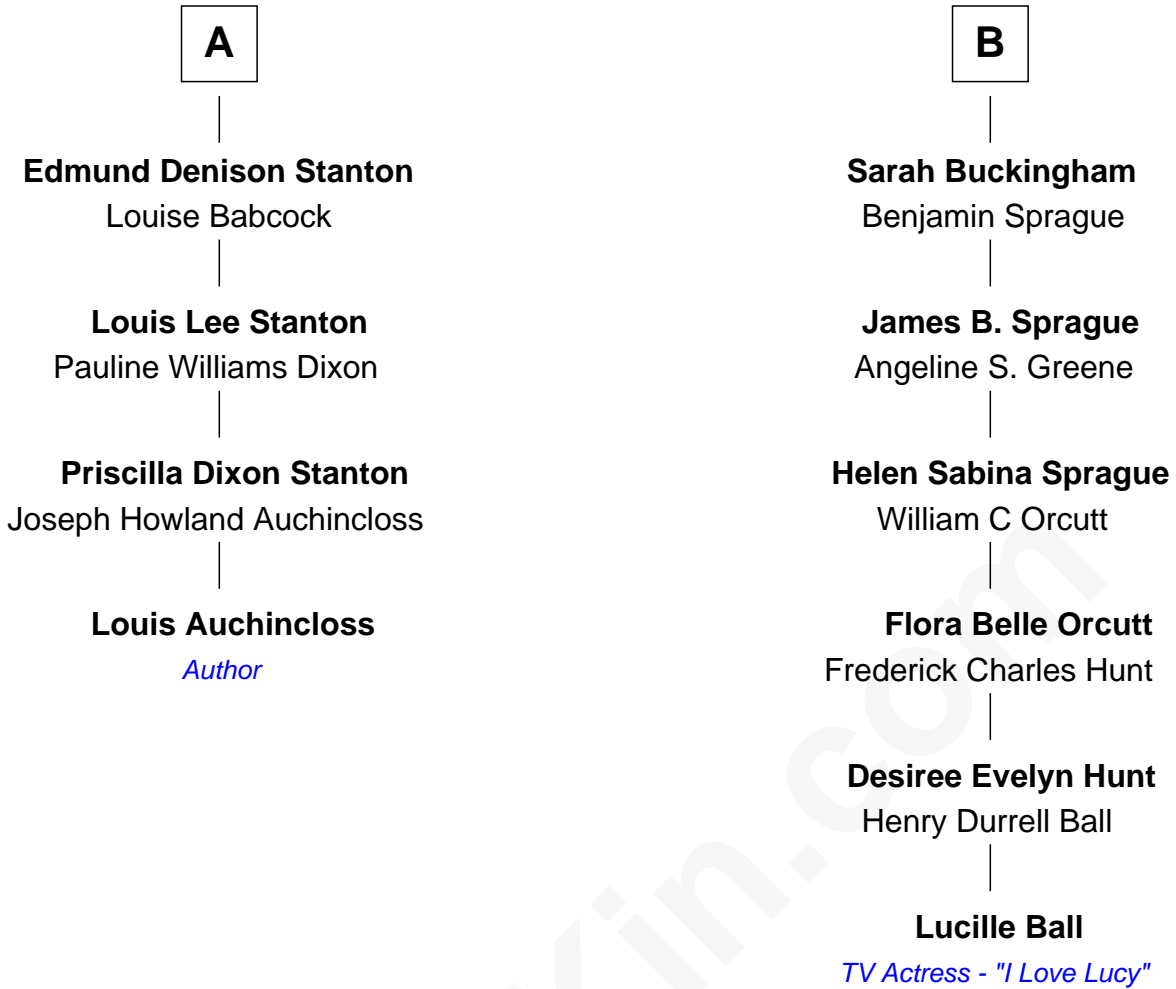 A
Edmund Denison Stanton
Louise Babcock
Louis Lee Stanton
Pauline Williams Dixon
Priscilla Dixon Stanton
Joseph Howland Auchincloss
Louis Auchincloss
Author
B
Sarah Buckingham
Benjamin Sprague
James B. Sprague
Angeline S. Greene
Helen Sabina Sprague
William C Orcutt
Flora Belle Orcutt
Frederick Charles Hunt
Desiree Evelyn Hunt
Henry Durrell Ball
Lucille Ball
TV Actress - "I Love Lucy"
Kin.com